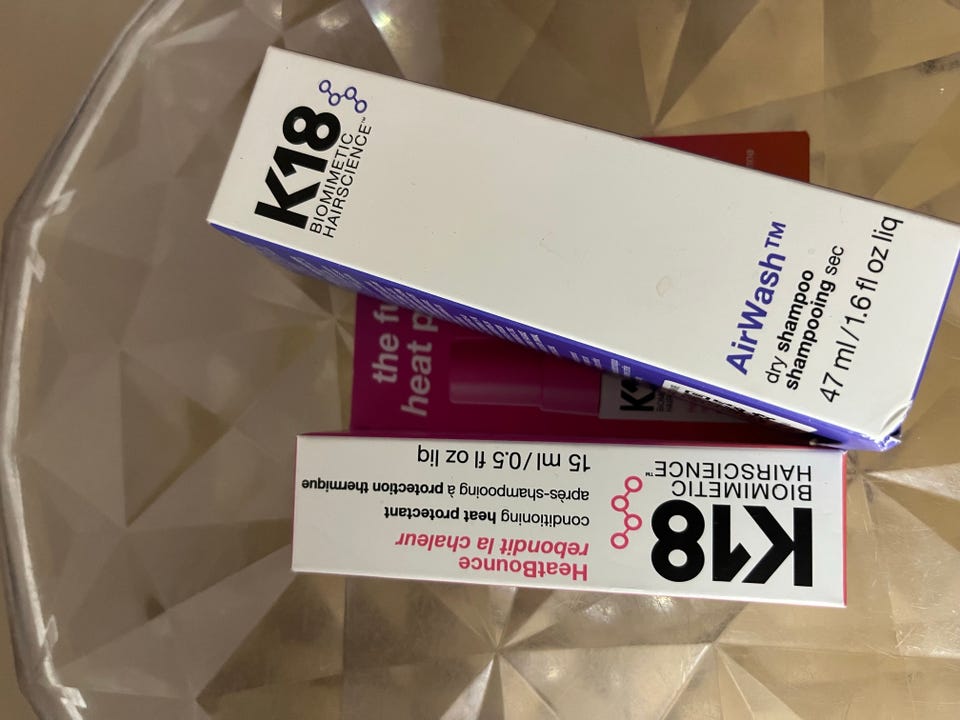 K18
BIOMIMETIC
HAIRSCIENCE™
AirWash™
dry shampoo
shampooing sec
47 ml/1.6 fl oz liq
the fu
heat p
K18
K18
BIOMIMETIC
HAIRSCIENCE™
HeatBounce
rebondit la chaleur
conditioning heat protectant
après-shampooing à protection thermique
15 ml/0.5 fl oz liq